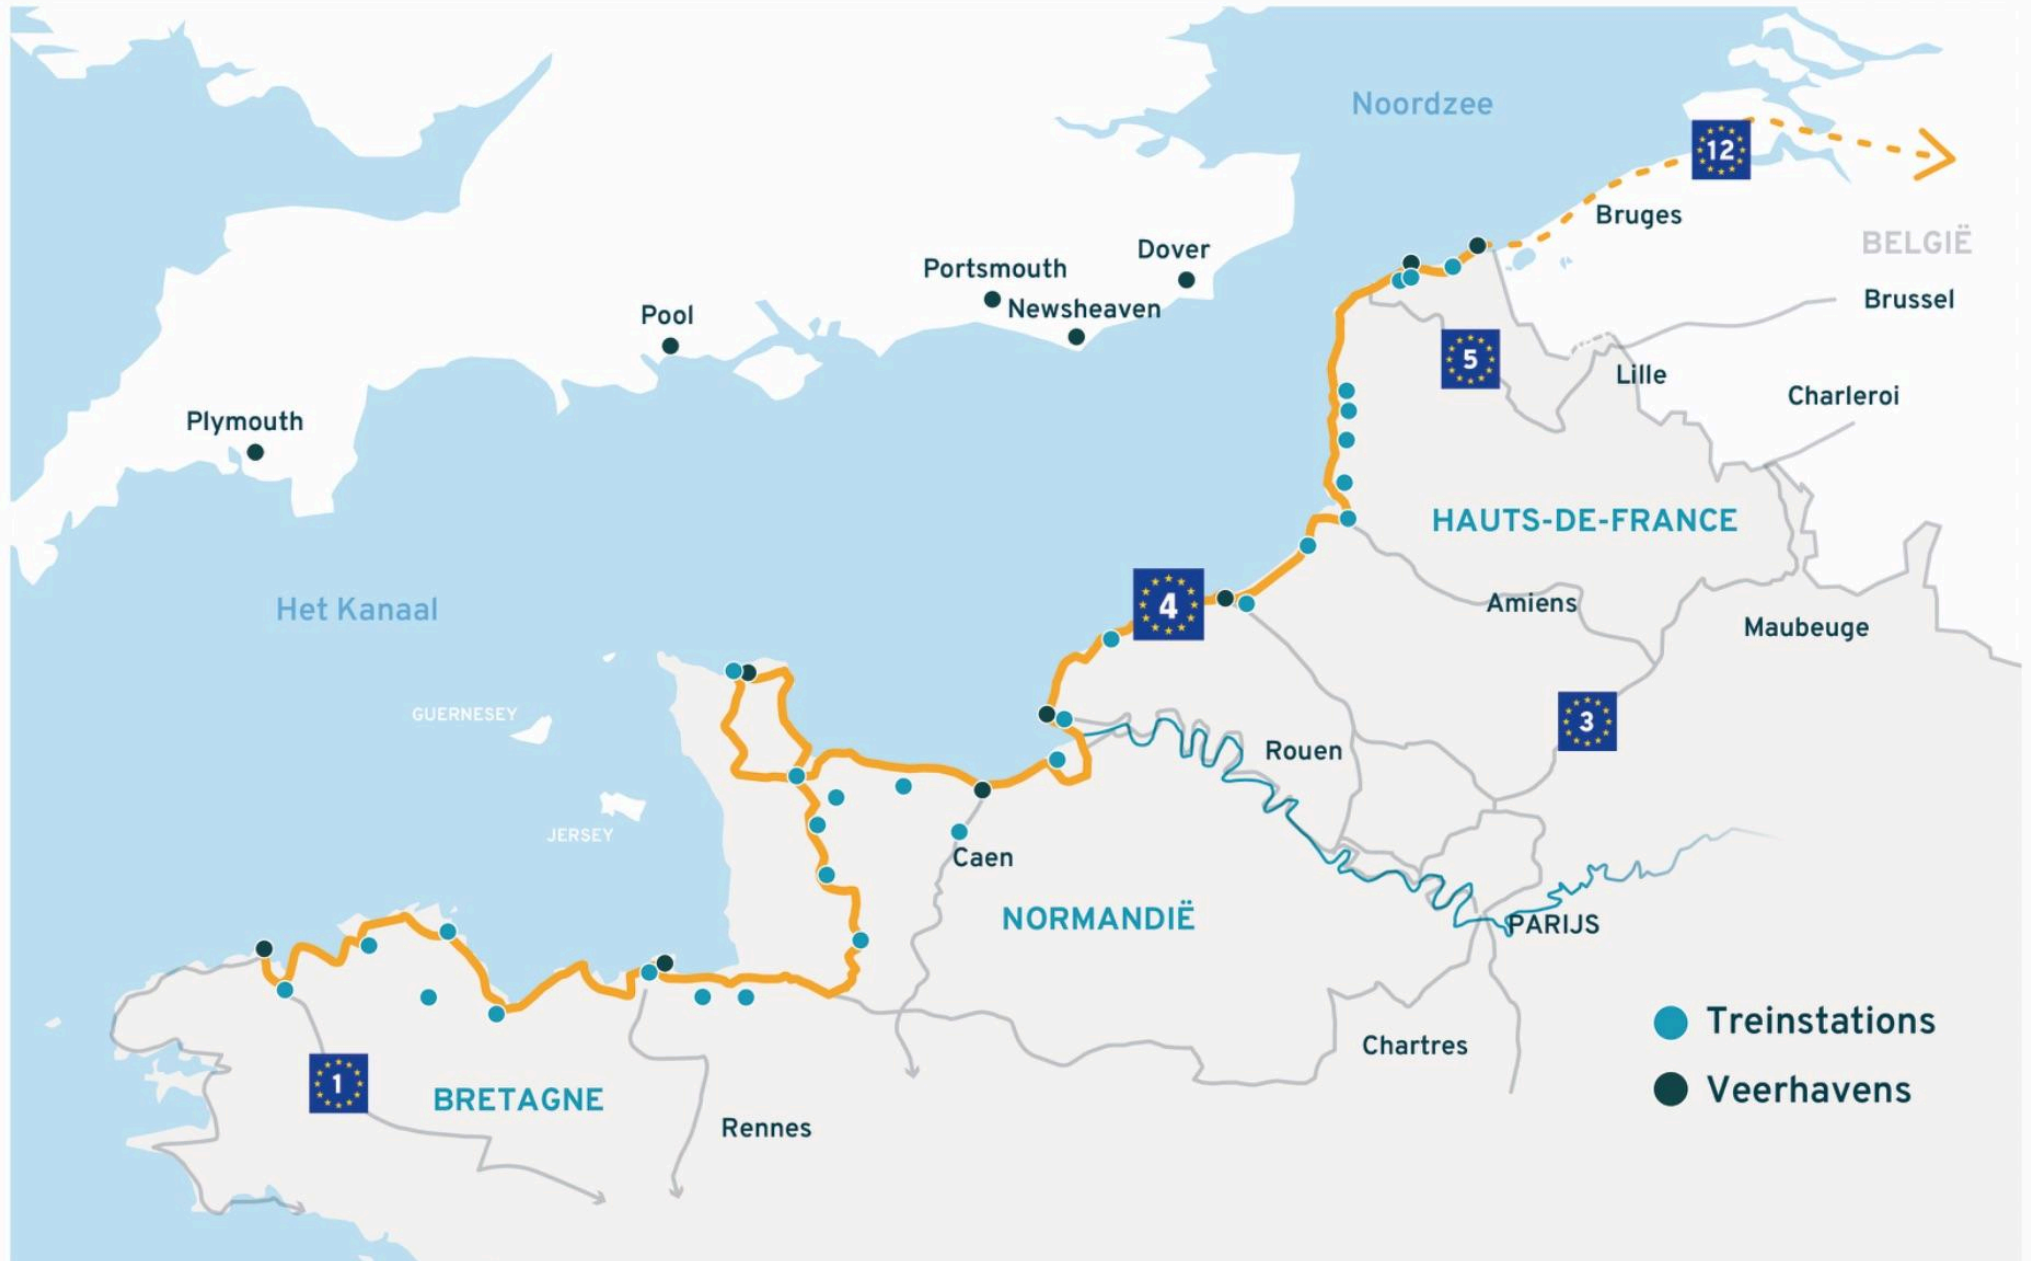 Noordzee
12
Bruges
BELGIË
Dover
Portsmouth
Newsheaven
Brussel
Pool
5
Lille
Charleroi
Plymouth
HAUTS-DE-FRANCE
Het Kanaal
4
Amiens
Maubeuge
GUERNESEY
3
Rouen
JERSEY
Caen
NORMANDIË
PARIJS
Treinstations
Chartres
1
BRETAGNE
Veerhavens
Rennes